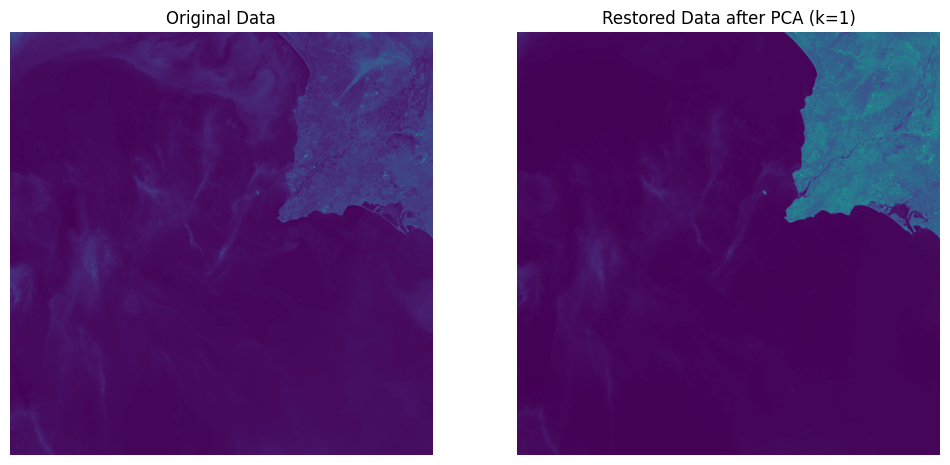 Original Data
Restored Data after PCA (k=1)